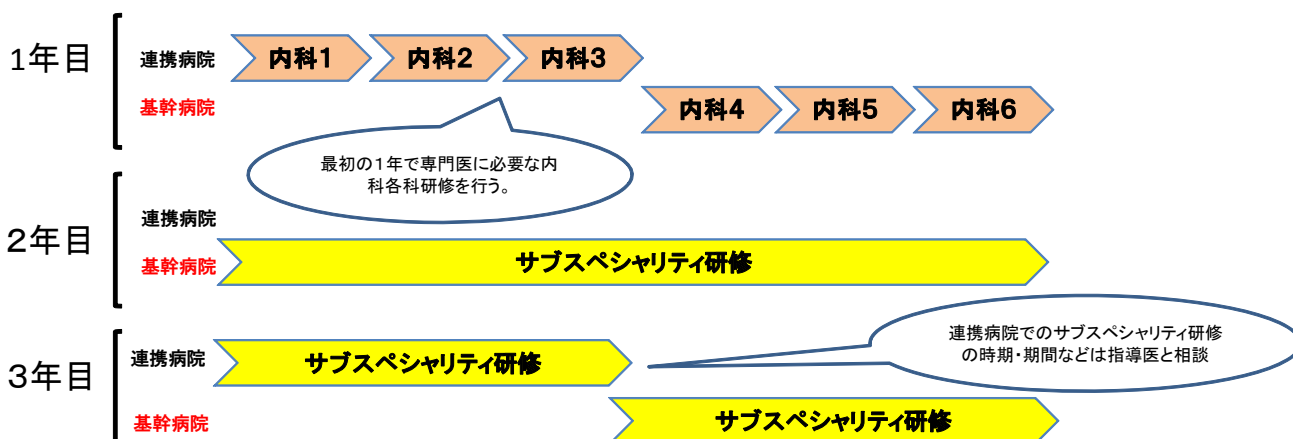 1年目
連携病院
内科1
内科2
内科3
基幹病院
内科4
内科5
内科6
最初の1年で専門医に必要な内
科各科研修を行う。
2年目
連携病院
基幹病院
サブスペシャリティ研修
3年目
連携病院
サブスペシャリティ研修
連携病院でのサブスペシャリティ研修
の時期・期間などは指導医と相談
基幹病院
サブスペシャリティ研修